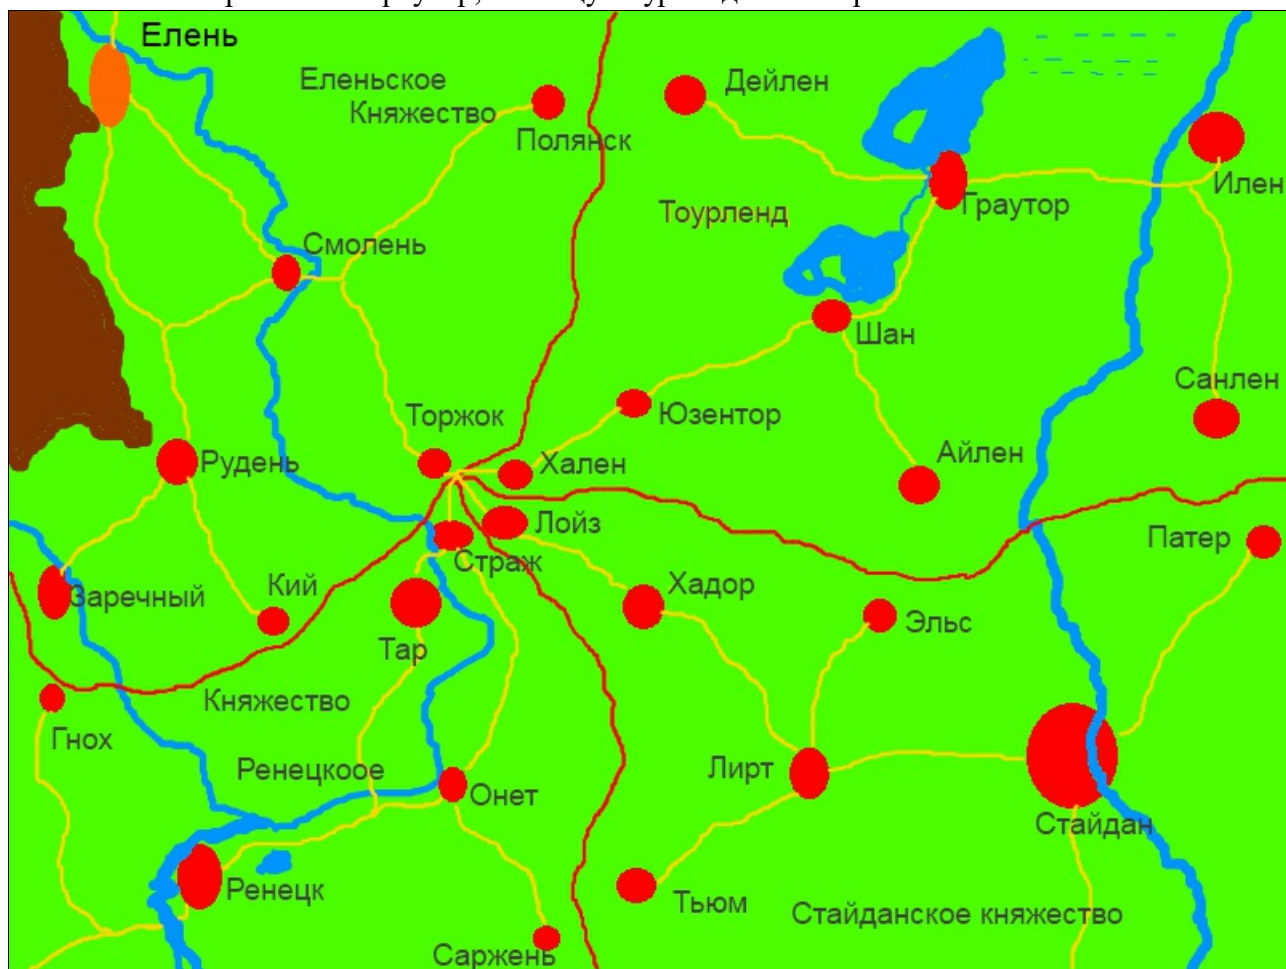 Елень
Еленьское
Княжество
Полянск
Дейлен
Илен
Граутор
Тоурленд
Смолень
Шан
Санлен
Торжок
Юзентор
Рудень
Хален
Айлен
Лойз
Патер
Страж
Заречный
Кий
Хадор
Эльс
Тар
Княжество
Гнох
Ренецкоое
Лирт
Онет
Стайдан
Ренецк
Тьюм
Стайданское княжество
Саржень